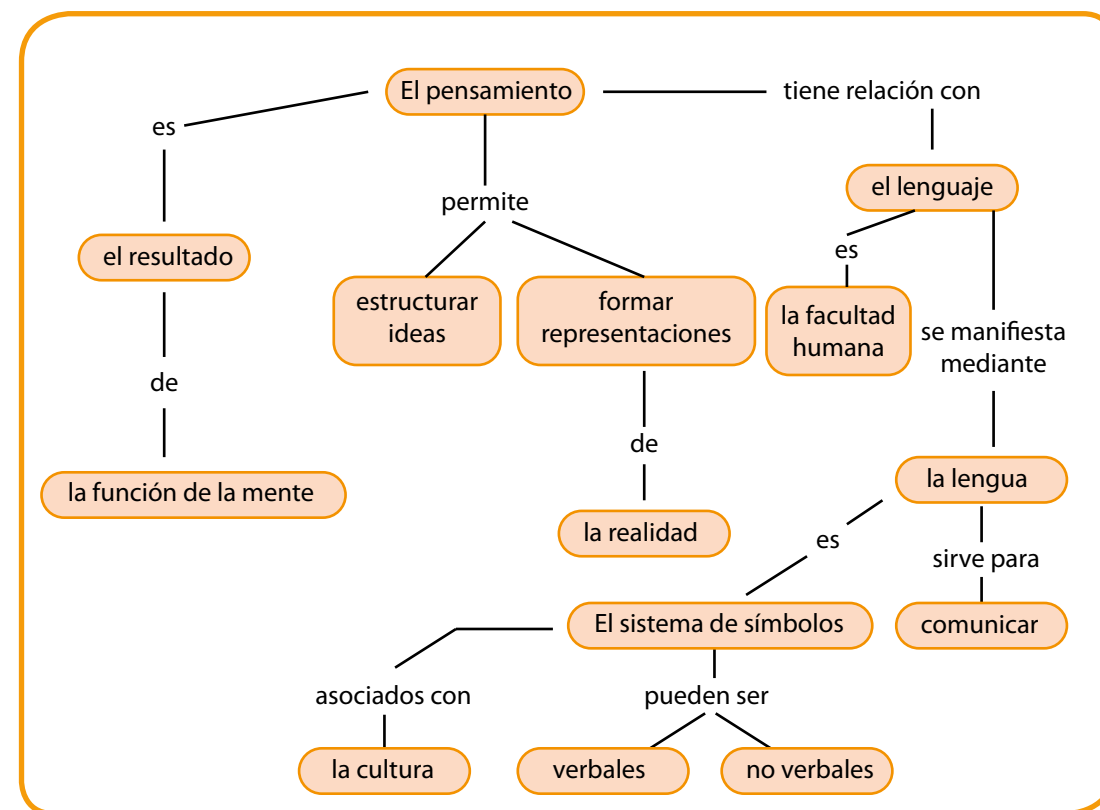 El pensamiento
tiene relación con
es
el lenguaje
permite
es
el resultado
estructurar
ideas
formar
representaciones
la facultad
humana
se manifiesta
mediante
de
de
la lengua
la función de la mente
la realidad
es
sirve para
El sistema de símbolos
comunicar
asociados con
pueden ser
la cultura
verbales
no verbales